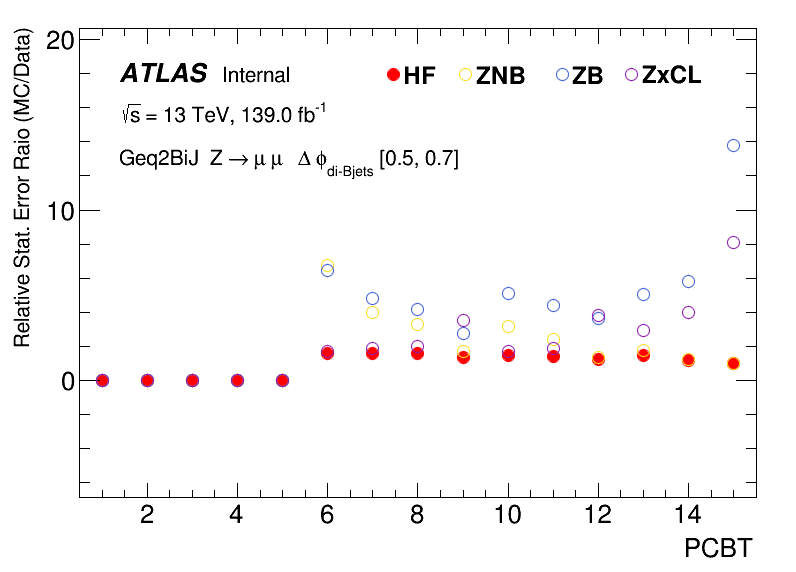 Relative Stat. Error Raio (MC/Data)
20
10
0
ATLAS Internal
HF ZNB ZB ZxCL
√s = 13 TeV, 139.0 fb⁻¹
Geq2BiJ Z → μ μ Δ ϕ di-Bjets [0.5, 0.7]
2 4 6 8 10 12 14
PCBT